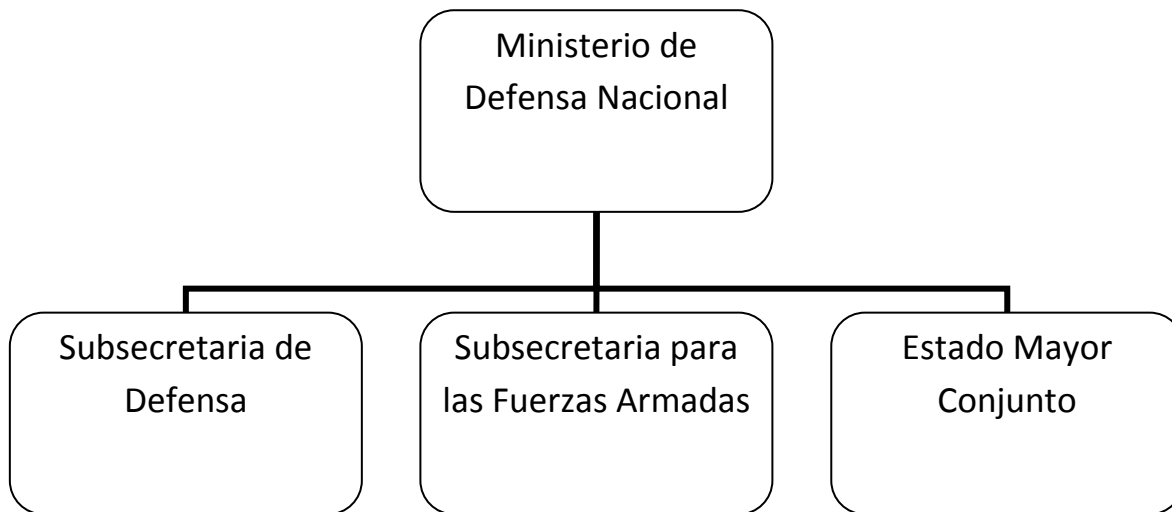 Ministerio de
Defensa Nacional
Subsecretaria de
Defensa
Subsecretaria para
las Fuerzas Armadas
Estado Mayor
Conjunto